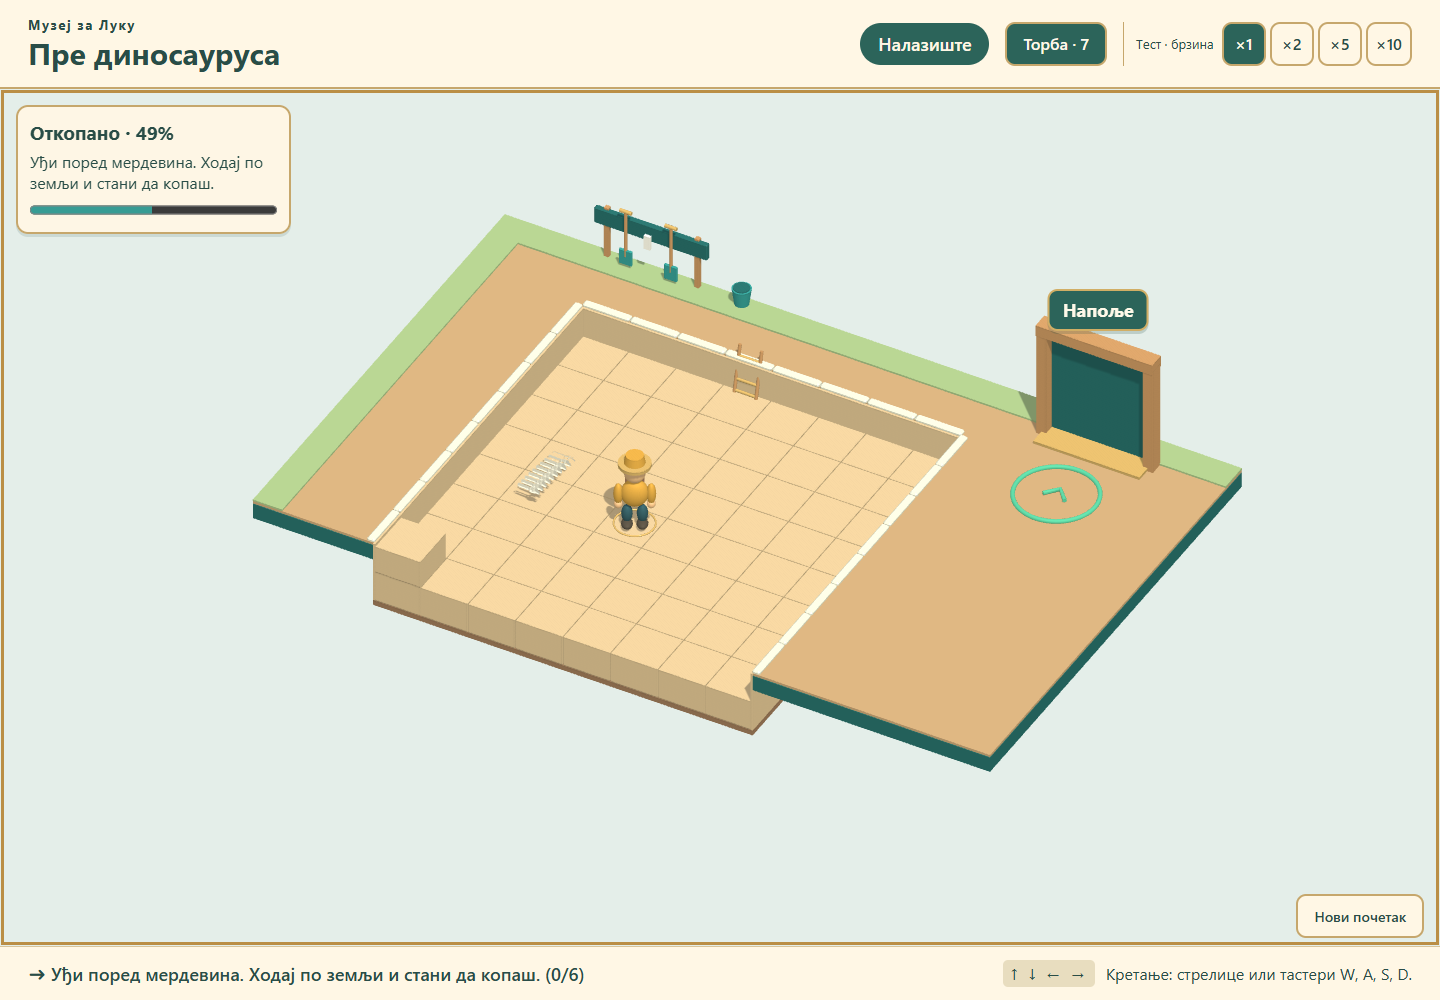 Музеј за Луку
Пре диносауруса
Налазиште
Торба · 7
Тест · брзина
×1
×2
×5
×10
Откопано · 49%
Уђи поред мердевина. Ходај по
земљи и стани да копаш.
Напоље
Нови почетак
→ Уђи поред мердевина. Ходај по земљи и стани да копаш. (0/6)
↑ ↓ ← → Кретање: стрелице или тастери W, A, S, D.